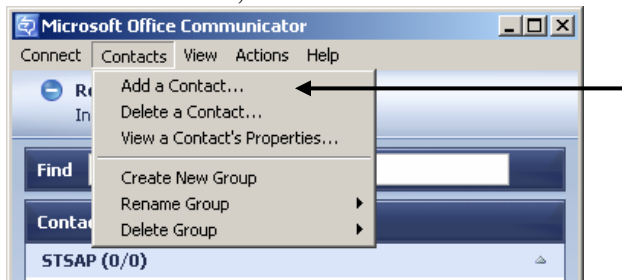 Microsoft Office Communicator
Connect Contacts View Actions Help
Add a Contact...
Delete a Contact...
View a Contact's Properties...
Find
Create New Group
Rename Group
Delete Group
STSAP (0/0)